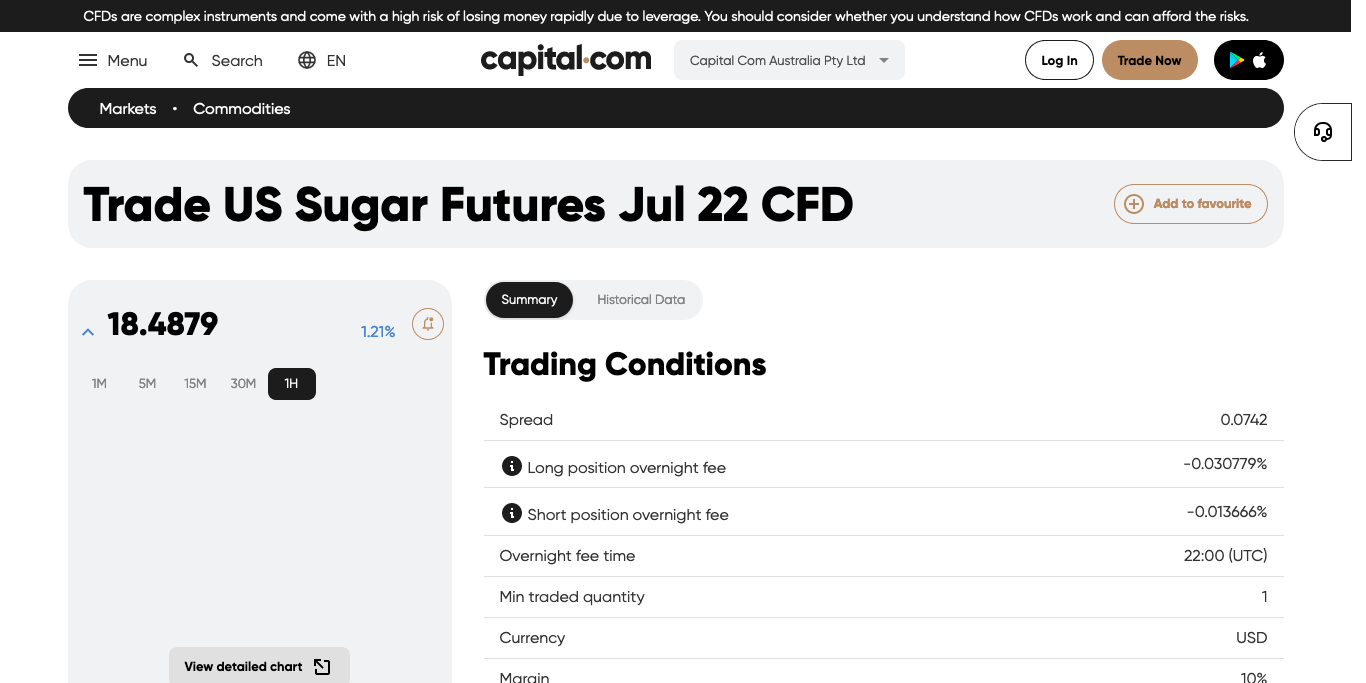 CFDs are complex instruments and come with a high risk of losing money rapidly due to leverage. You should consider whether you understand how CFDs work and can afford the risks.
Menu Search EN capital.com Capital Com Australia Pty Ltd Log In Trade Now
Markets • Commodities
Trade US Sugar Futures Jul 22 CFD Add to favourite
18.4879 1.21%
1M 5M 15M 30M 1H
View detailed chart
Summary Historical Data
Trading Conditions
Spread 0.0742
Long position overnight fee -0.030779%
Short position overnight fee -0.013666%
Overnight fee time 22:00 (UTC)
Min traded quantity 1
Currency USD
Margin 10%